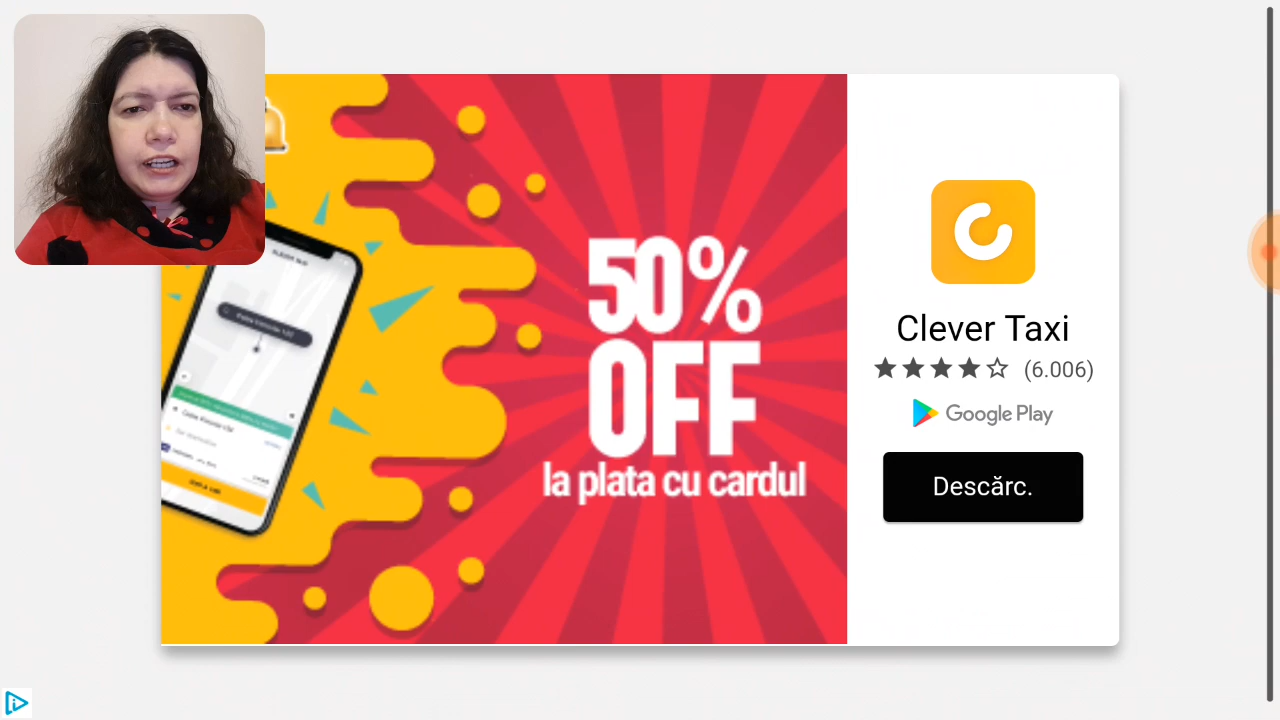 50%
OFF
la plata cu cardul
Clever Taxi
(6.006)
Google Play
Descărc.